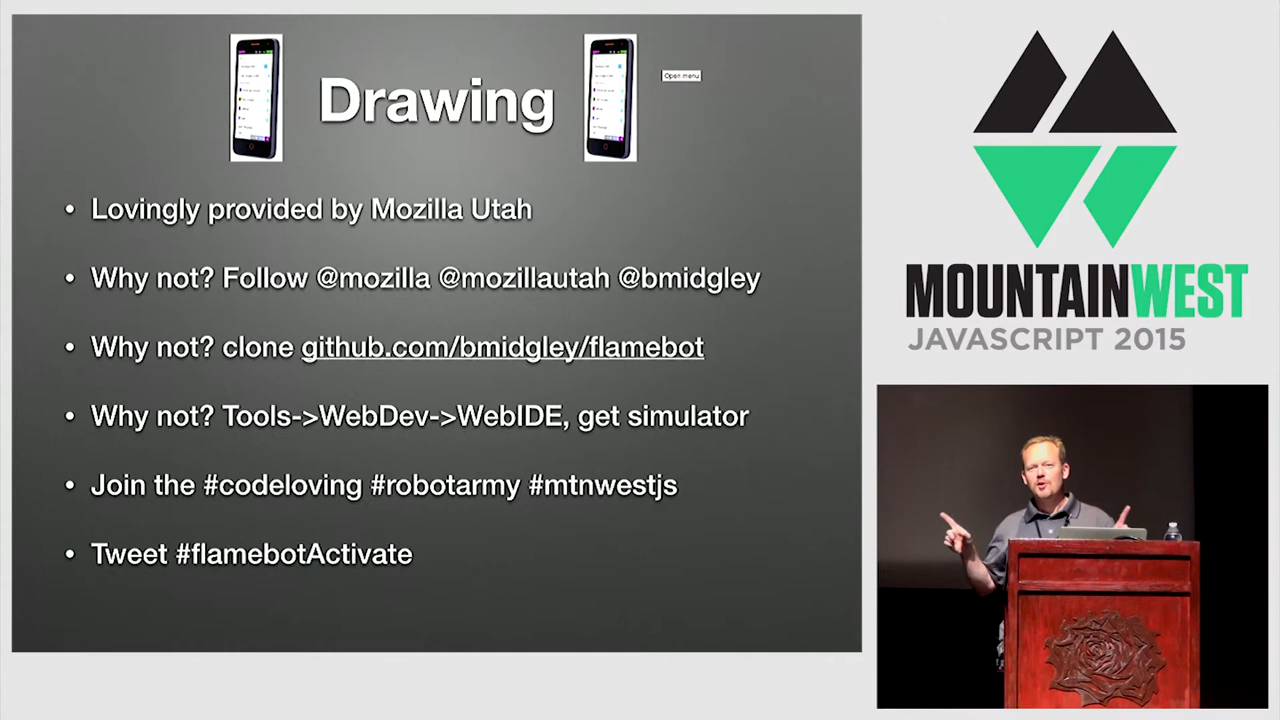 Drawing
Open menu
• Lovingly provided by Mozilla Utah
• Why not? Follow @mozilla @mozillautah @bmidgley
• Why not? clone github.com/bmidgley/flamebot
• Why not? Tools->WebDev->WebIDE, get simulator
• Join the #codeloving #robotarmy #mtnwestjs
• Tweet #flamebotActivate
MOUNTAINWEST
JAVASCRIPT 2015